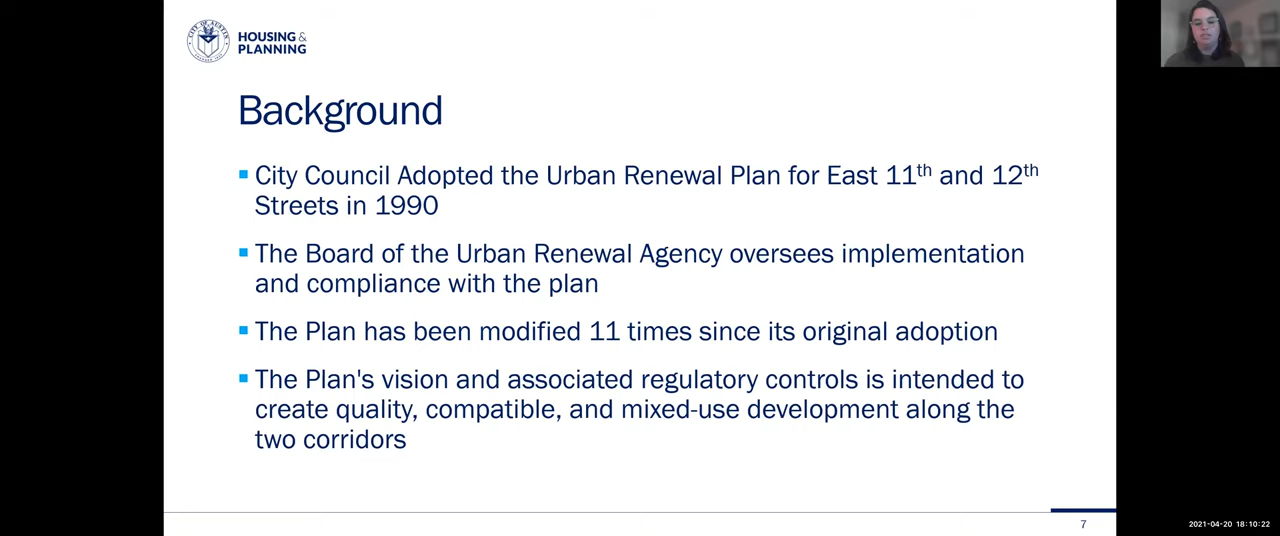 CITY OF AUSTIN
HOUSING &
PLANNING
Background
City Council Adopted the Urban Renewal Plan for East 11th and 12th
Streets in 1990
The Board of the Urban Renewal Agency oversees implementation
and compliance with the plan
The Plan has been modified 11 times since its original adoption
The Plan's vision and associated regulatory controls is intended to
create quality, compatible, and mixed-use development along the
two corridors
7
2021-04-20 18:10:22